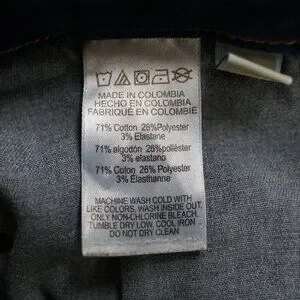 MADE IN COLOMBIA
HECHO EN COLOMBIA
FABRIQUÉ EN COLOMBIE
71% Cotton 26%Polyester
3% Elastane
71% algodón 26%poliéster
3% elastano
71% Coton 26% Polyester
3% Elasthanne
MACHINE WASH COLD WITH
LIKE COLORS, WASH INSIDE OUT.
ONLY NON-CHLORINE BLEACH.
TUMBLE DRY LOW, COOL IRON
DO NOT DRY CLEAN